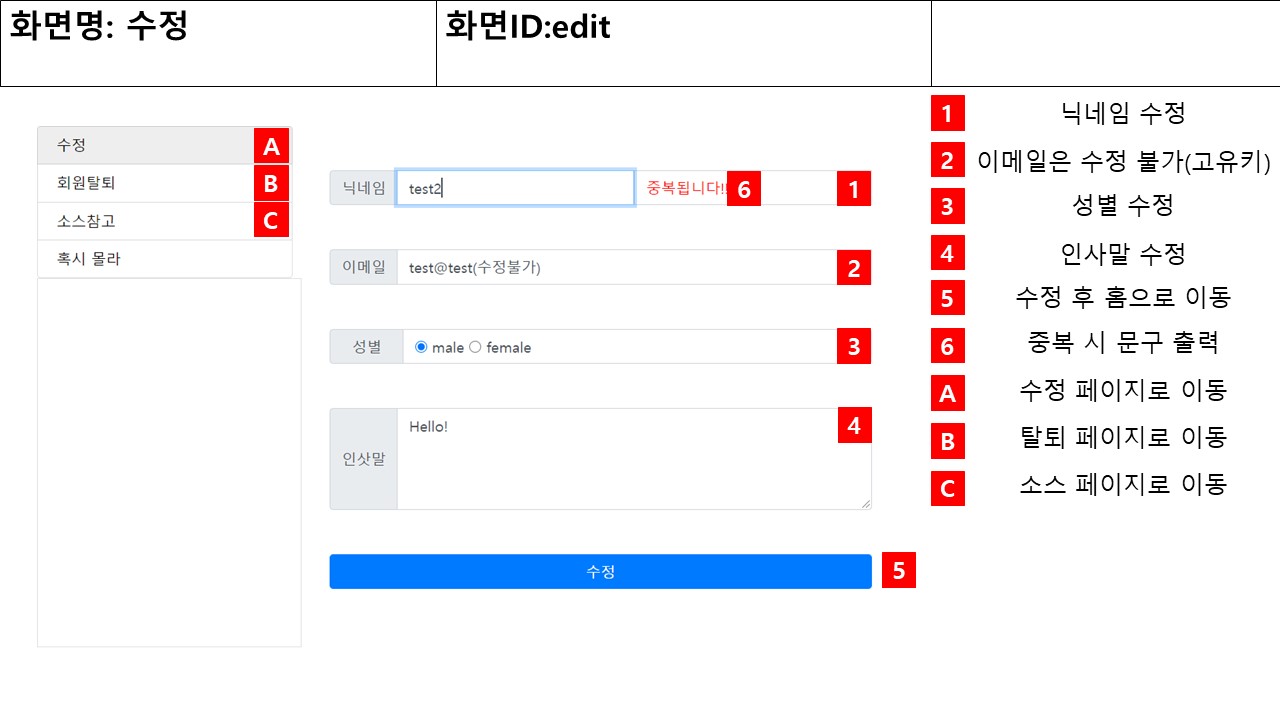 화면명: 수정
화면ID:edit
수정 A
회원탈퇴 B
소스참고 C
혹시 몰라
닉네임 test2 중복됩니다!! 6 1
이메일 test@test(수정불가) 2
성별 male female 3
인삿말 Hello! 4
수정 5
1 닉네임 수정
2 이메일은 수정 불가(고유키)
3 성별 수정
4 인사말 수정
5 수정 후 홈으로 이동
6 중복 시 문구 출력
A 수정 페이지로 이동
B 탈퇴 페이지로 이동
C 소스 페이지로 이동